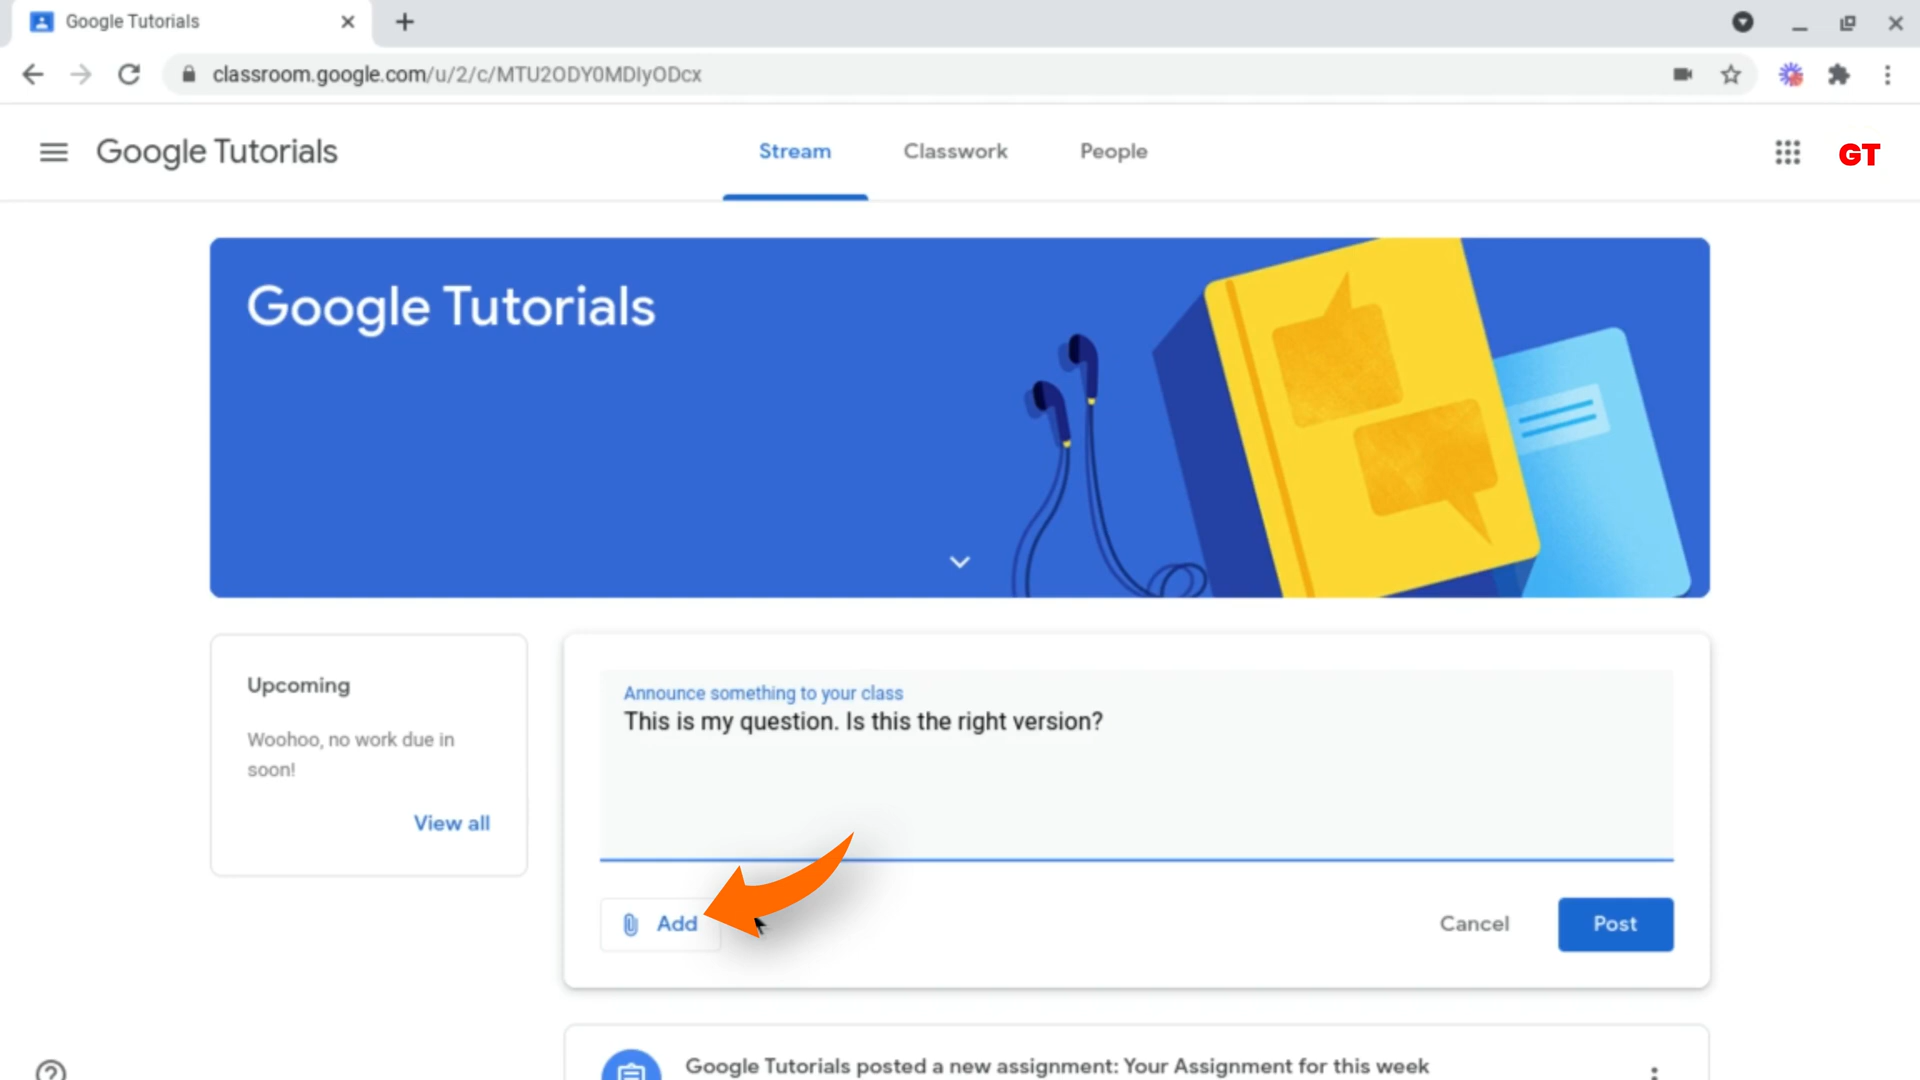 Google Tutorials
classroom.google.com/u/2/c/MTU2ODY0MDIyODcx
Google Tutorials
Stream
Classwork
People
GT
Google Tutorials
Upcoming
Woohoo, no work due in
soon!
View all
Announce something to your class
This is my question. Is this the right version?
Add
Cancel
Post
Google Tutorials posted a new assignment: Your Assignment for this week